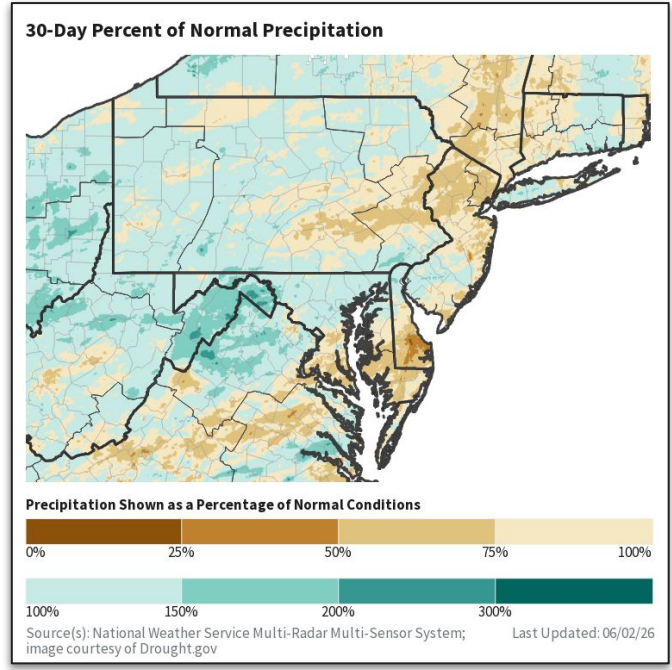 30-Day Percent of Normal Precipitation
Precipitation Shown as a Percentage of Normal Conditions
0% 25% 50% 75% 100%
100% 150% 200% 300%
Source(s): National Weather Service Multi-Radar Multi-Sensor System; Last Updated: 06/02/26
image courtesy of Drought.gov